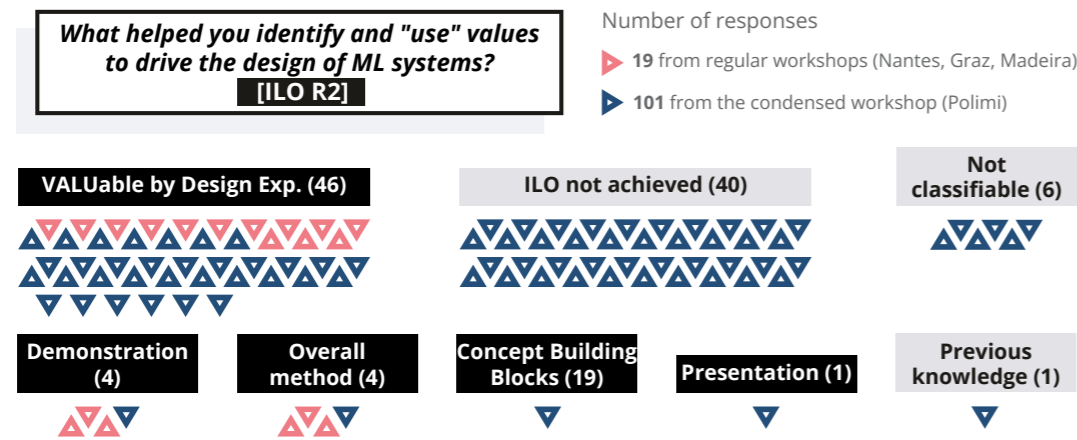 What helped you identify and "use" values
to drive the design of ML systems?
[ILO R2]
Number of responses
19 from regular workshops (Nantes, Graz, Madeira)
101 from the condensed workshop (Polimi)
VALUable by Design Exp. (46)
ILO not achieved (40)
Not
classifiable (6)
Demonstration
(4)
Overall
method (4)
Concept Building
Blocks (19)
Presentation (1)
Previous
knowledge (1)